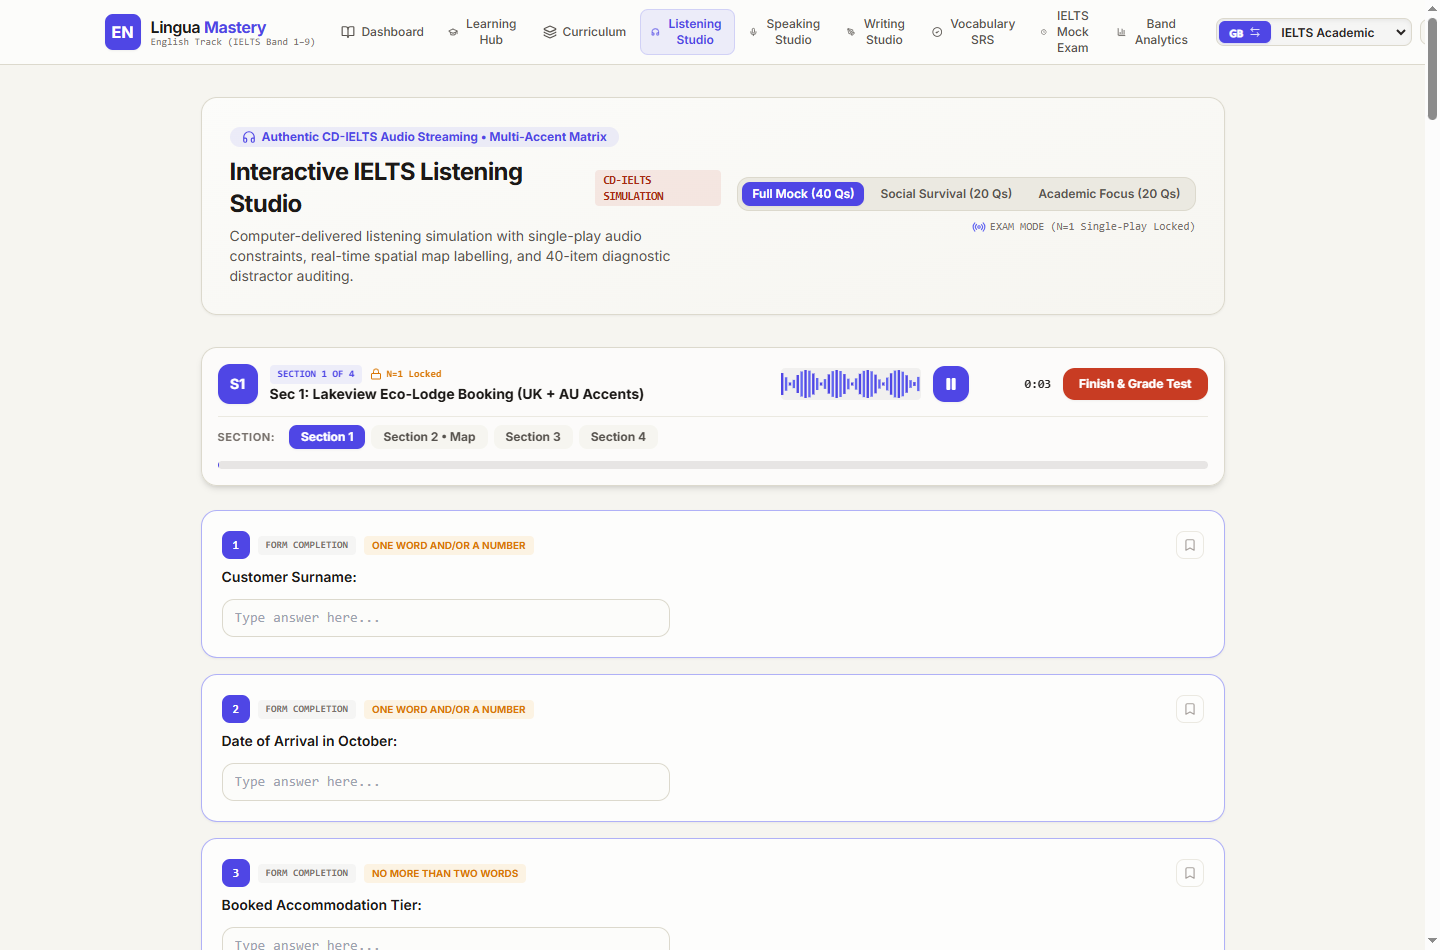 EN
Lingua Mastery
English Track (IELTS Band 1–9)
Dashboard
Learning
Hub
Curriculum
Listening
Studio
Speaking
Studio
Writing
Studio
Vocabulary
SRS
IELTS
Mock
Exam
Band
Analytics
GB
IELTS Academic
Authentic CD-IELTS Audio Streaming • Multi-Accent Matrix
Interactive IELTS Listening
Studio
CD-IELTS
SIMULATION
Computer-delivered listening simulation with single-play audio
constraints, real-time spatial map labelling, and 40-item diagnostic
distractor auditing.
Full Mock (40 Qs)
Social Survival (20 Qs)
Academic Focus (20 Qs)
EXAM MODE (N=1 Single-Play Locked)
S1
SECTION 1 OF 4
N=1 Locked
Sec 1: Lakeview Eco-Lodge Booking (UK + AU Accents)
0:03
Finish & Grade Test
SECTION:
Section 1
Section 2 • Map
Section 3
Section 4
1
FORM COMPLETION
ONE WORD AND/OR A NUMBER
Customer Surname:
Type answer here...
2
FORM COMPLETION
ONE WORD AND/OR A NUMBER
Date of Arrival in October:
Type answer here...
3
FORM COMPLETION
NO MORE THAN TWO WORDS
Booked Accommodation Tier:
Type answer here...